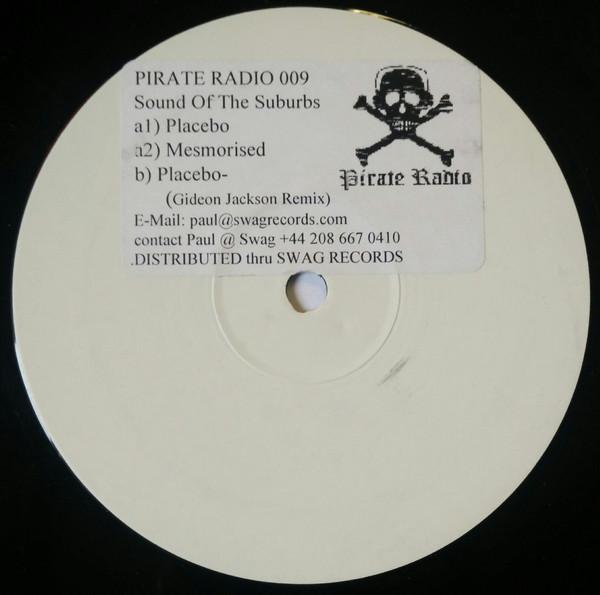 PIRATE RADIO 009
Sound Of The Suburbs
a1) Placebo
a2) Mesmorised
b) Placebo-
(Gideon Jackson Remix)
E-Mail: paul@swagrecords.com
contact Paul @ Swag +44 208 667 0410
.DISTRIBUTED thru SWAG RECORDS
Pirate Radio